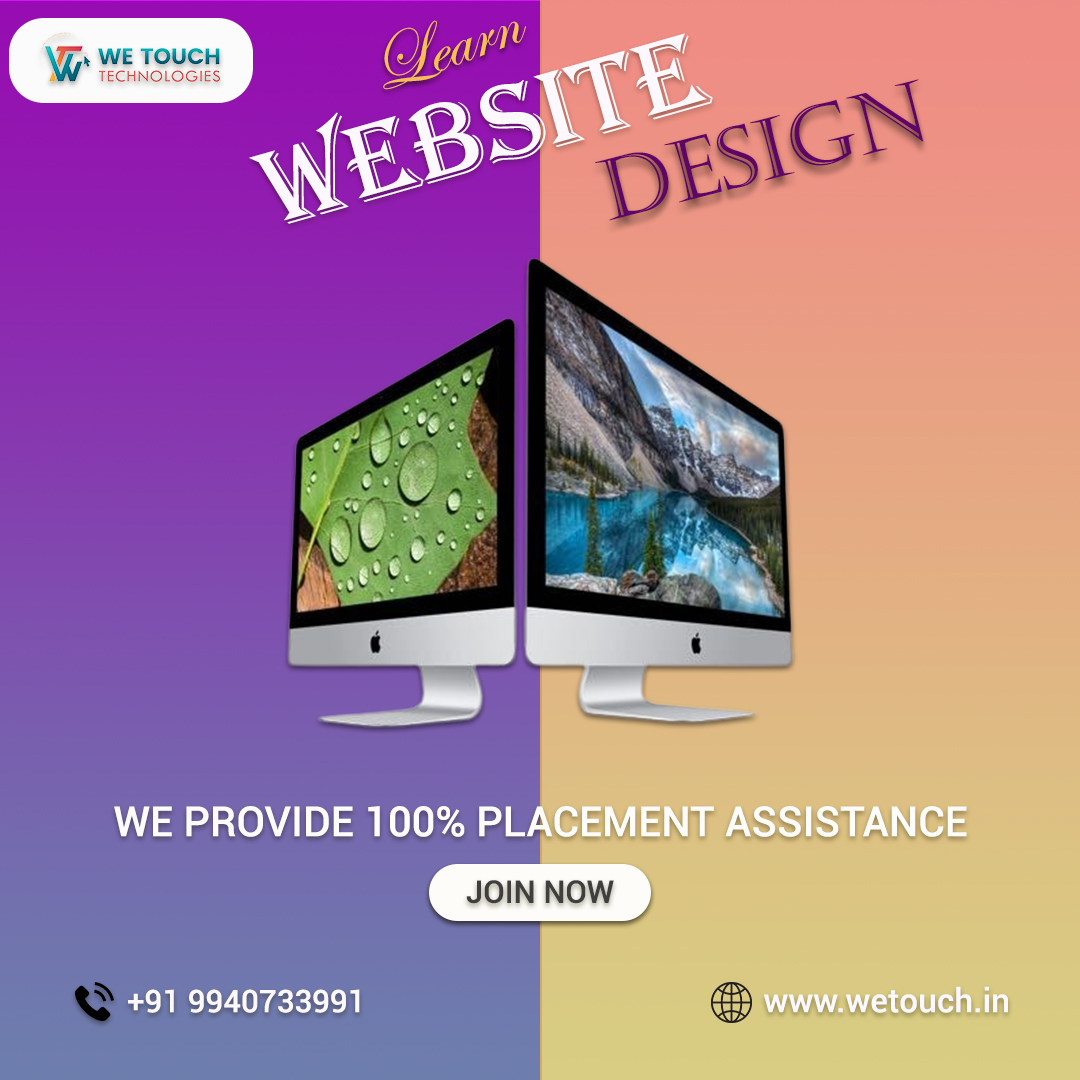 WE TOUCH
TECHNOLOGIES
Learn
WEBSITE
DESIGN
WE PROVIDE 100% PLACEMENT ASSISTANCE
JOIN NOW
+91 9940733991
www.wetouch.in